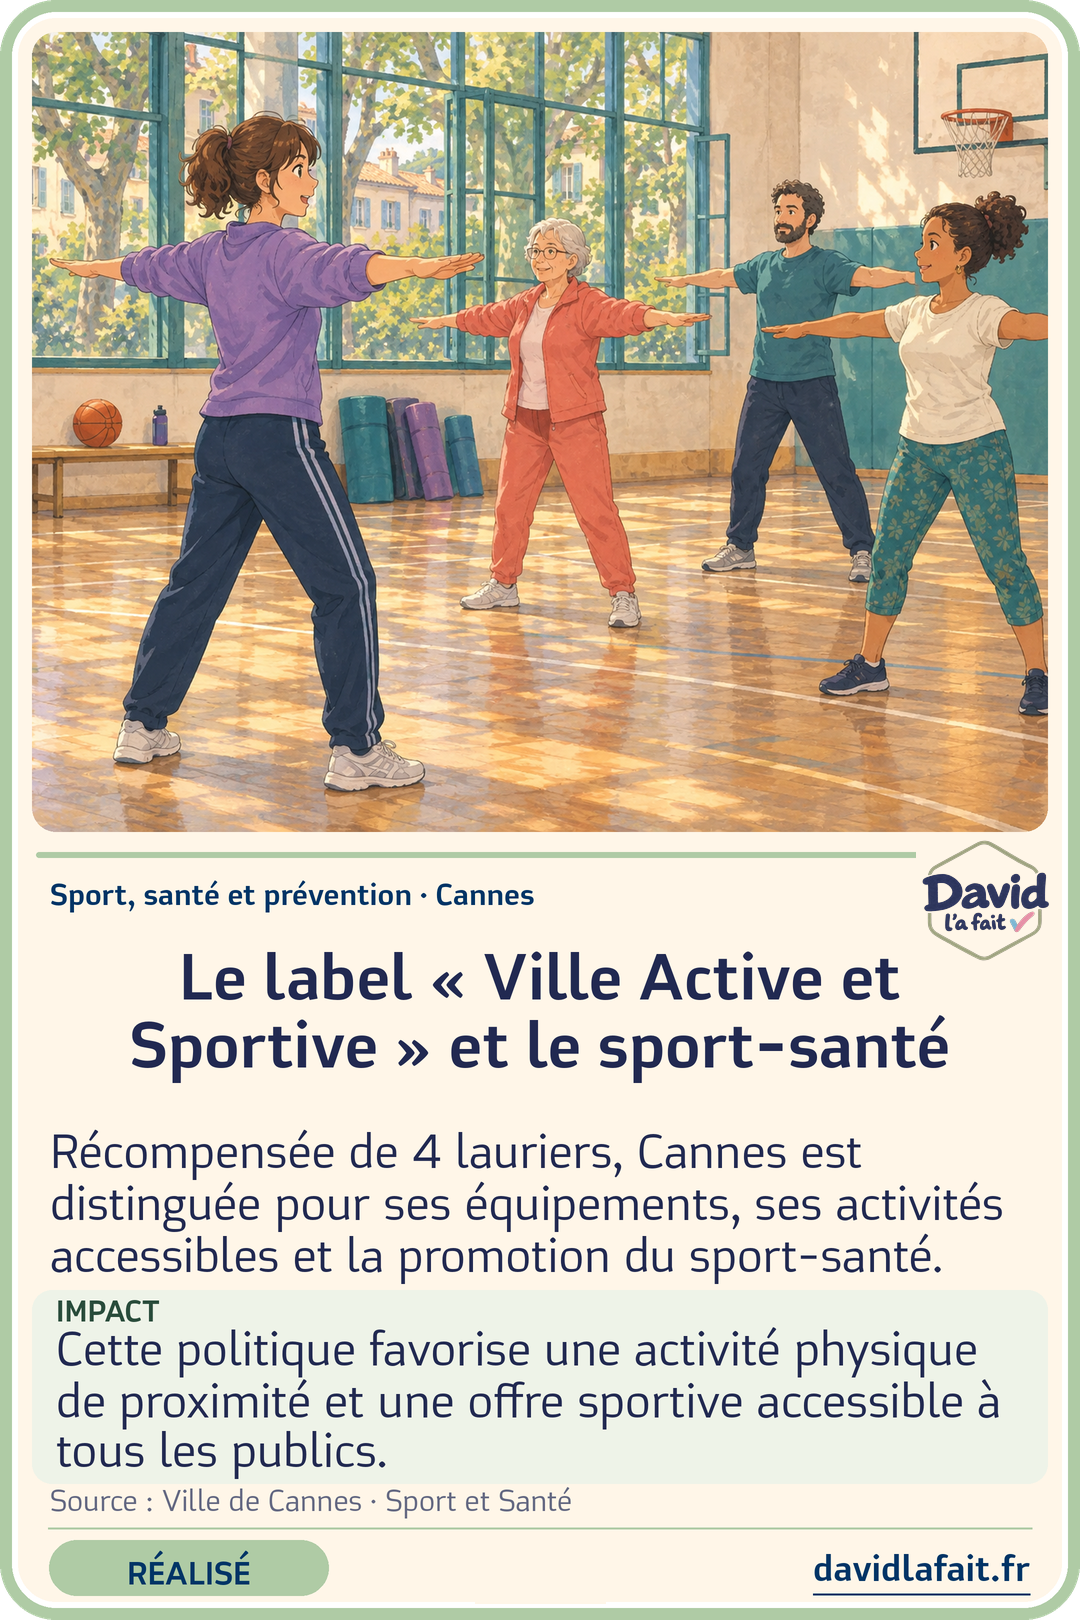 Sport, santé et prévention · Cannes
David
l'a fait
Le label « Ville Active et
Sportive » et le sport-santé
Récompensée de 4 lauriers, Cannes est
distinguée pour ses équipements, ses activités
accessibles et la promotion du sport-santé.
IMPACT
Cette politique favorise une activité physique
de proximité et une offre sportive accessible à
tous les publics.
Source : Ville de Cannes · Sport et Santé
RÉALISÉ
davidlafait.fr